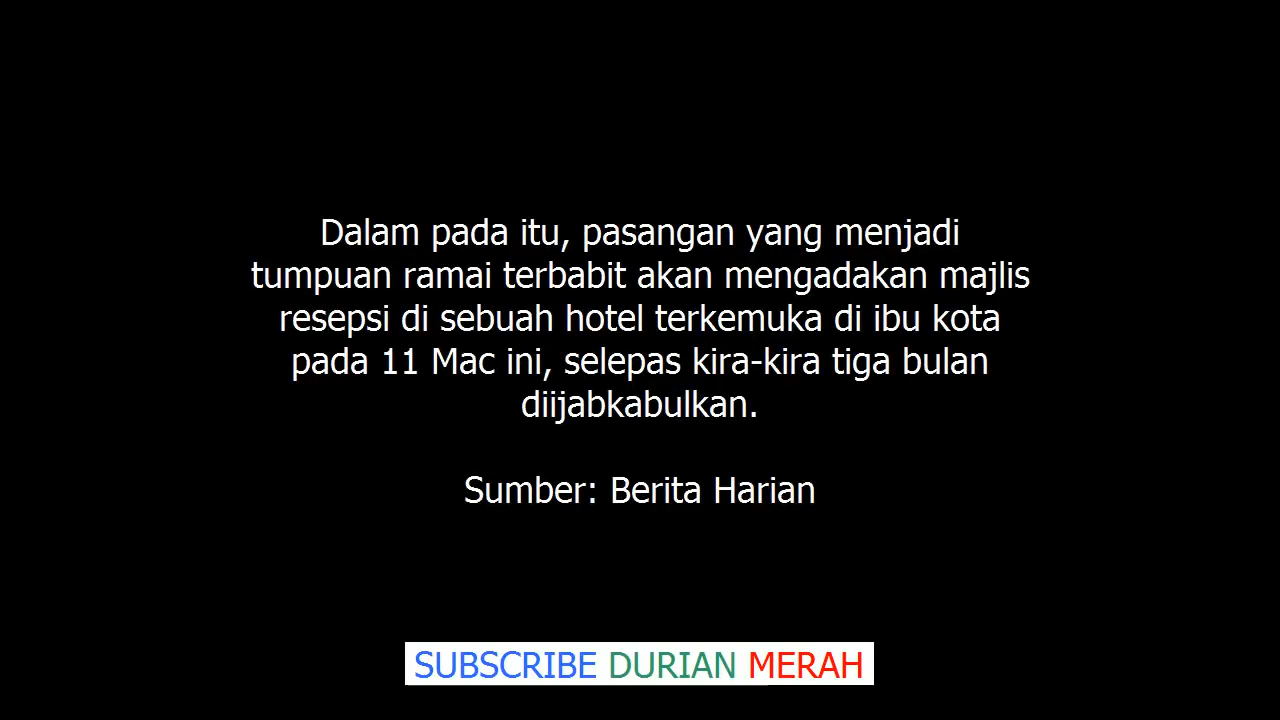 Dalam pada itu, pasangan yang menjadi
tumpuan ramai terbabit akan mengadakan majlis
resepsi di sebuah hotel terkemuka di ibu kota
pada 11 Mac ini, selepas kira-kira tiga bulan
diijabkabulkan.
Sumber: Berita Harian
SUBSCRIBE DURIAN MERAH